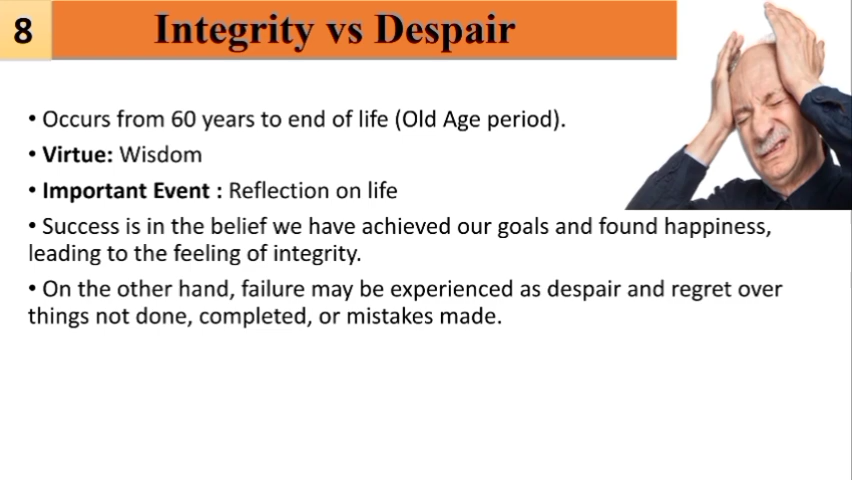 8
Integrity vs Despair
• Occurs from 60 years to end of life (Old Age period).
• Virtue: Wisdom
• Important Event : Reflection on life
• Success is in the belief we have achieved our goals and found happiness,
leading to the feeling of integrity.
• On the other hand, failure may be experienced as despair and regret over
things not done, completed, or mistakes made.